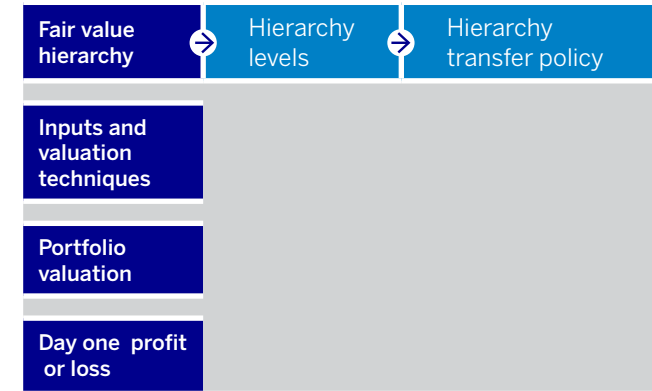 Fair value
hierarchy
Hierarchy
levels
Hierarchy
transfer policy
Inputs and
valuation
techniques
Portfolio
valuation
Day one profit
or loss